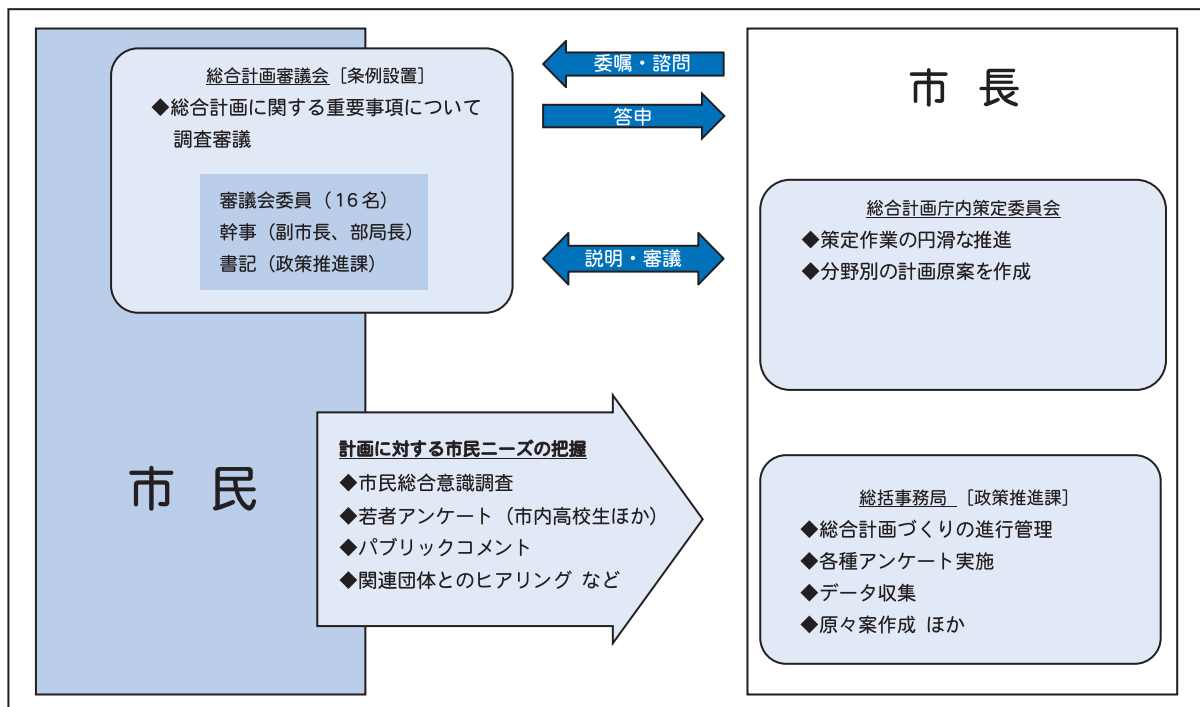 総合計画審議会 [条例設置]
◆総合計画に関する重要事項について
調査審議
審議会委員（16名）
幹事（副市長、部局長）
書記（政策推進課）
委嘱・諮問
答申
説明・審議
市 長
総合計画庁内策定委員会
◆策定作業の円滑な推進
◆分野別の計画原案を作成
市 民
計画に対する市民ニーズの把握
◆市民総合意識調査
◆若者アンケート（市内高校生ほか）
◆パブリックコメント
◆関連団体とのヒアリング など
総括事務局 [政策推進課]
◆総合計画づくりの進行管理
◆各種アンケート実施
◆データ収集
◆原々案作成 ほか